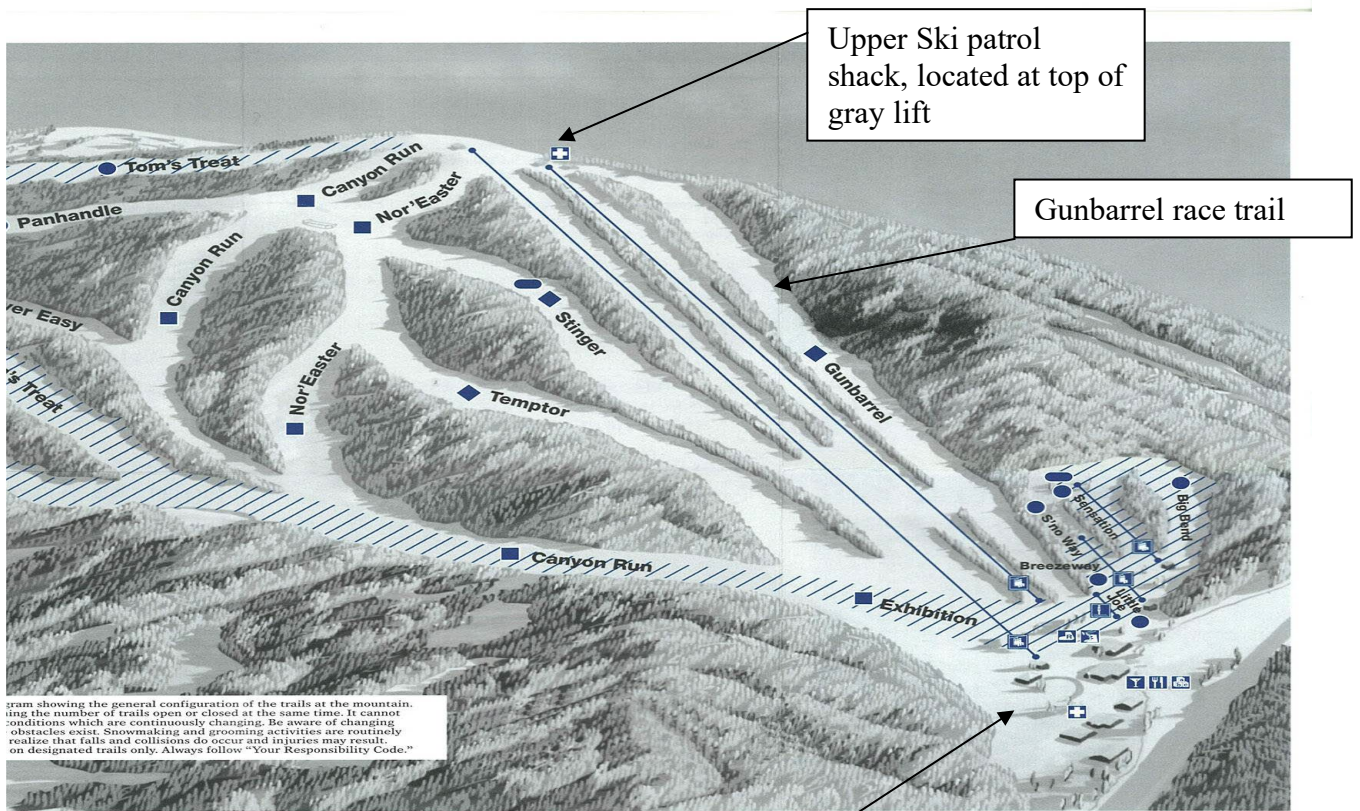 Upper Ski patrol
shack, located at top of
gray lift
Gunbarrel race trail
Tom's Treat
Canyon Run
Panhandle
Nor'Easter
Canyon Run
ver Easy
Stinger
's Treat
Nor'Easter
Temptor
Gunbarrel
Sensation
Big Bend
S'no Way
Breezeway
Little
Joe
Canyon Run
Exhibition
gram showing the general configuration of the trails at the mountain.
ing the number of trails open or closed at the same time. It cannot
conditions which are continuously changing. Be aware of changing
obstacles exist. Snowmaking and grooming activities are routinely
realize that falls and collisions do occur and injuries may result.
on designated trails only. Always follow "Your Responsibility Code."